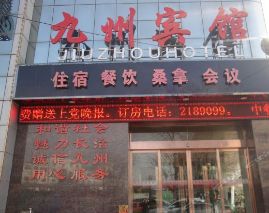 九州宾馆
JIUZHOUHOTEL
住宿 餐饮 桑拿 会议
费赠送上党晚报。订房电话：2189099。 中
和谐社会
魅力长治
诚信九州
用心服务